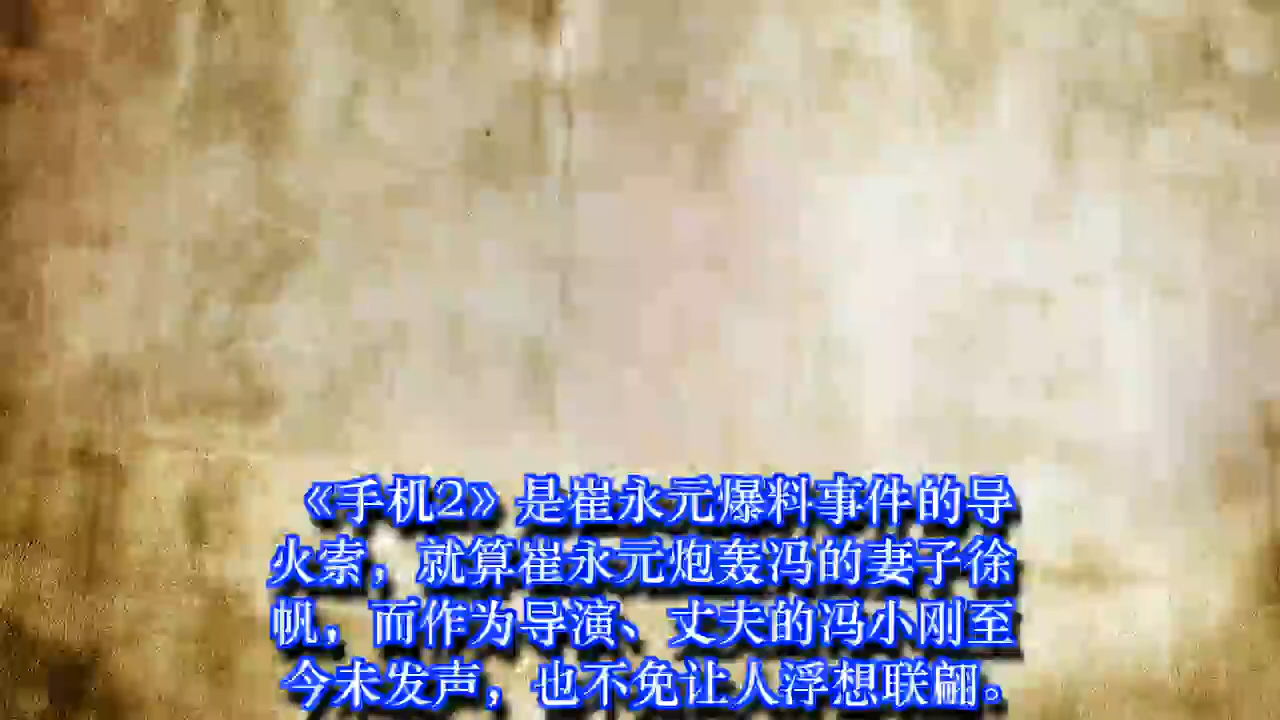 《手机2》是崔永元爆料事件的导
火索，就算崔永元炮轰冯的妻子徐
帆，而作为导演、丈夫的冯小刚至
今未发声，也不免让人浮想联翩。